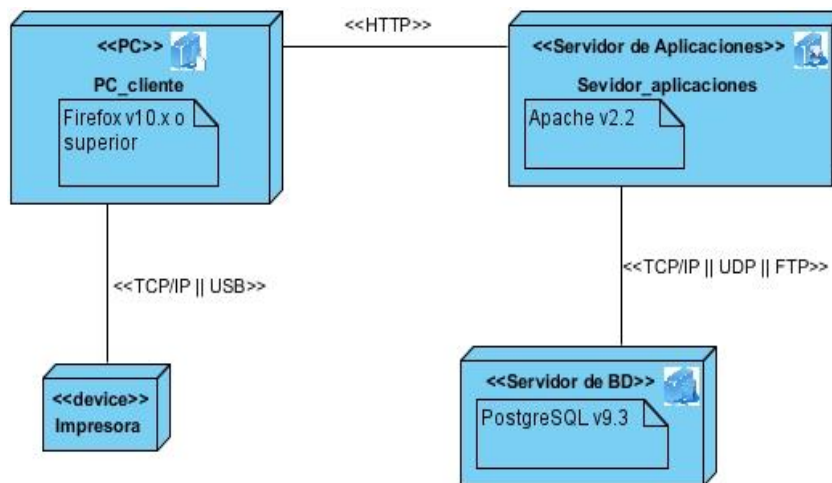 <<PC>>
PC_cliente
Firefox v10.x o
superior
<<HTTP>>
<<Servidor de Aplicaciones>>
Sevidor_aplicaciones
Apache v2.2
<<TCP/IP || USB>>
<<TCP/IP || UDP || FTP>>
<<device>>
Impresora
<<Servidor de BD>>
PostgreSQL v9.3